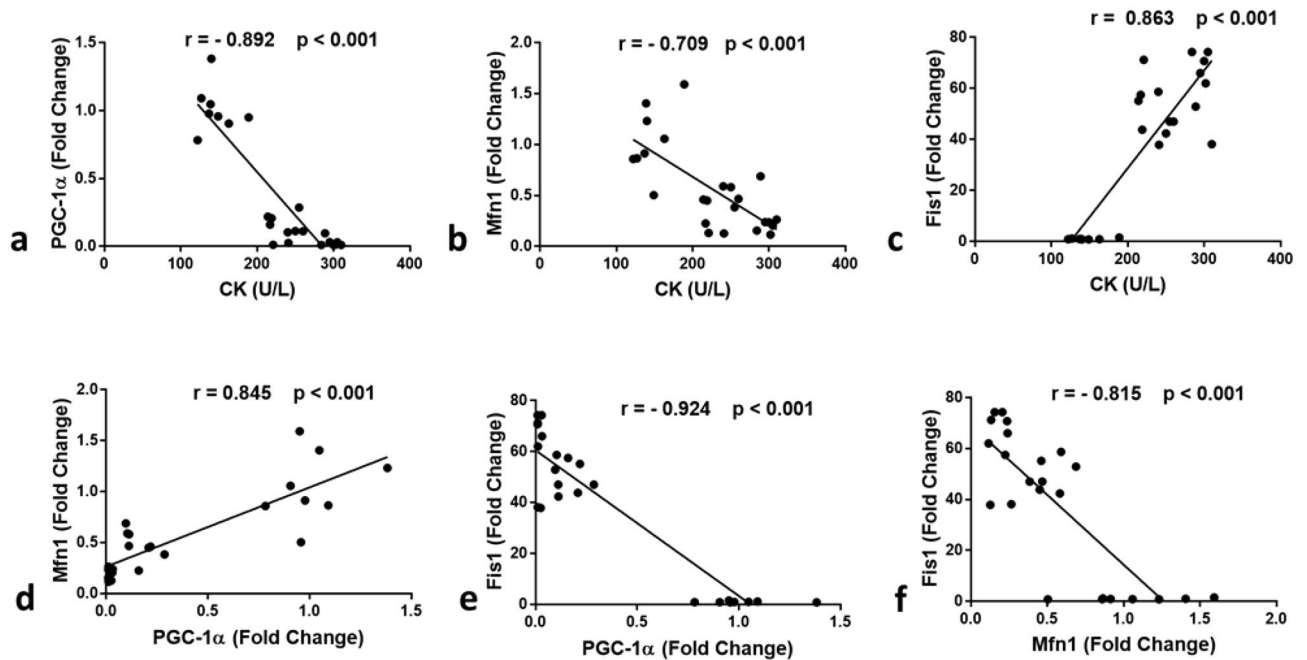 r = - 0.892 p < 0.001
1.5
1.0
0.5
0.0
0 100 200 300 400
PGC-1α (Fold Change)
CK (U/L)
a
r = - 0.709 p < 0.001
2.0
1.5
1.0
0.5
0.0
0 100 200 300 400
Mfn1 (Fold Change)
CK (U/L)
b
r = 0.863 p < 0.001
80
60
40
20
0
0 100 200 300 400
Fis1 (Fold Change)
CK (U/L)
c
r = 0.845 p < 0.001
2.0
1.5
1.0
0.5
0.0
0.0 0.5 1.0 1.5
Mfn1 (Fold Change)
PGC-1α (Fold Change)
d
r = - 0.924 p < 0.001
80
60
40
20
0
0.0 0.5 1.0 1.5
Fis1 (Fold Change)
PGC-1α (Fold Change)
e
r = - 0.815 p < 0.001
80
60
40
20
0
0.0 0.5 1.0 1.5 2.0
Fis1 (Fold Change)
Mfn1 (Fold Change)
f